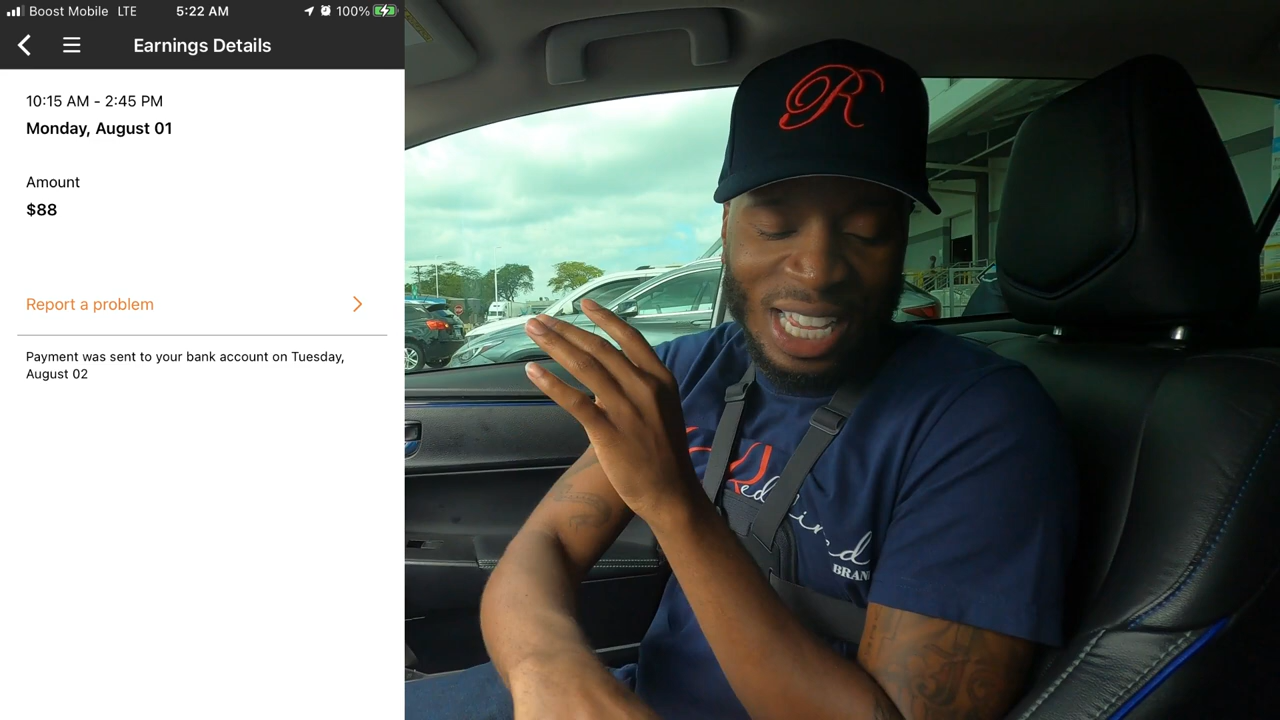 Boost Mobile LTE 5:22 AM 100%
Earnings Details
10:15 AM - 2:45 PM
Monday, August 01
Amount
$88
Report a problem
Payment was sent to your bank account on Tuesday,
August 02
R
BRAN